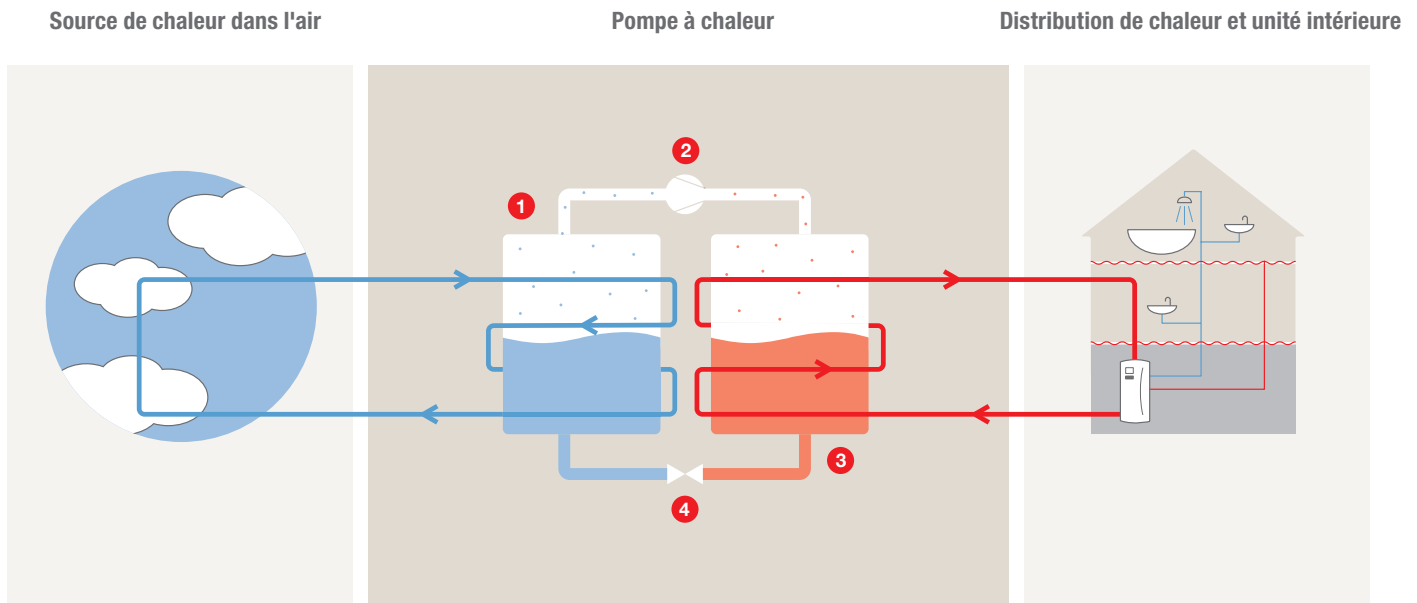 Source de chaleur dans l'air
Pompe à chaleur
Distribution de chaleur et unité intérieure
2
1
3
4